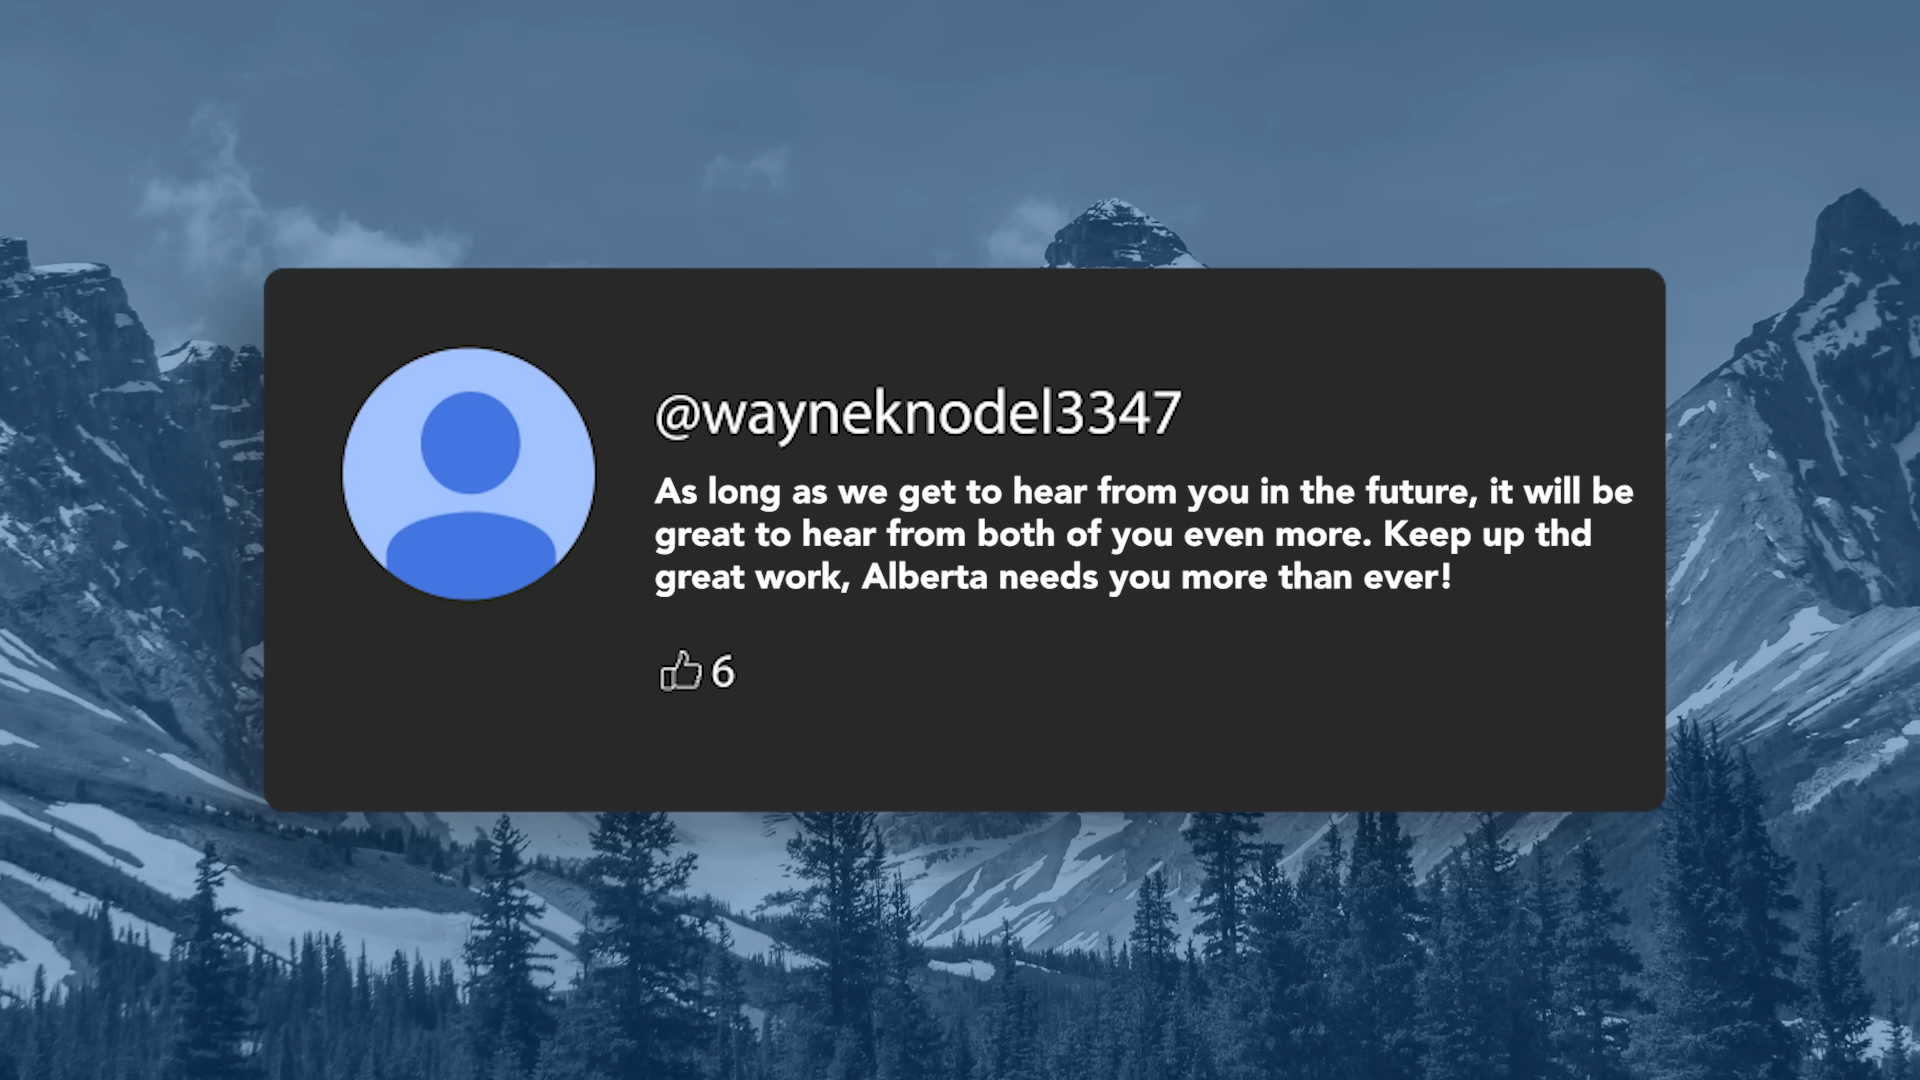 @wayneknodel3347
As long as we get to hear from you in the future, it will be
great to hear from both of you even more. Keep up thd
great work, Alberta needs you more than ever!
6